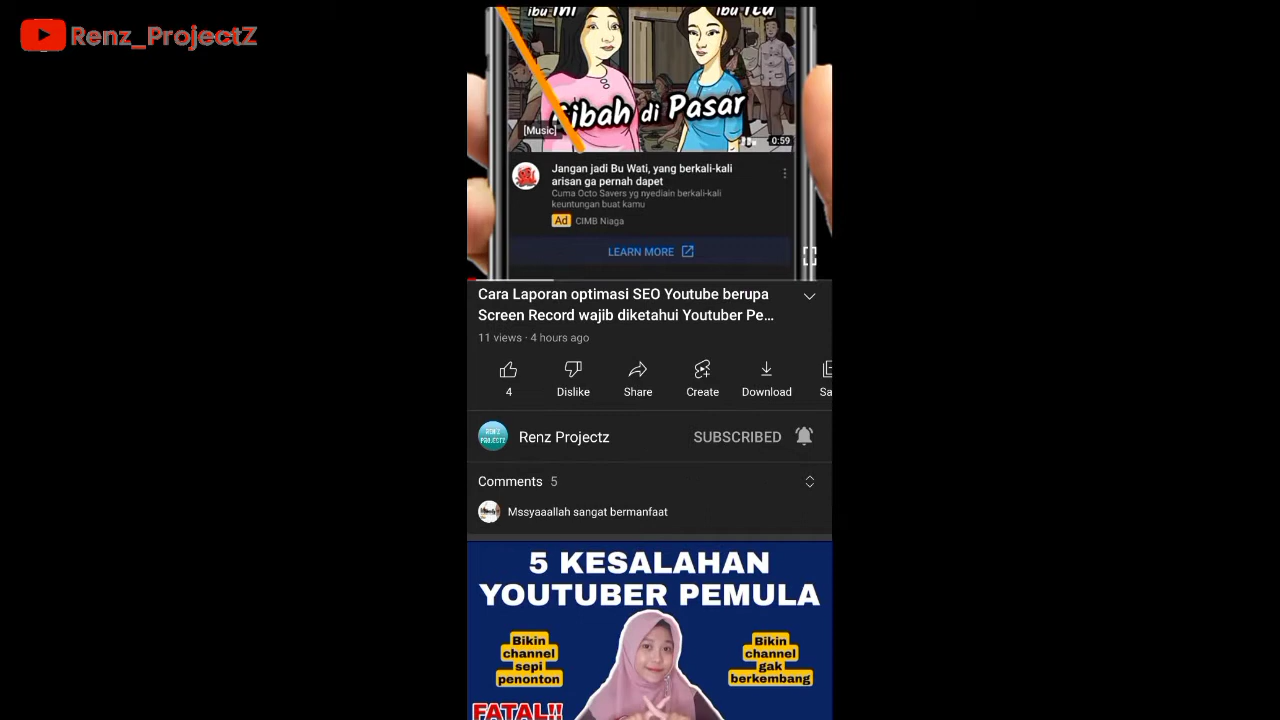 Renz_ProjectZ
ibu ini
ibu itu
Gibah di Pasar
[Music]
0:59
Jangan jadi Bu Wati, yang berkali-kali
arisan ga pernah dapet
Cuma Octo Savers yg nyediain berkali-kali
keuntungan buat kamu
Ad CIMB Niaga
LEARN MORE
Cara Laporan optimasi SEO Youtube berupa
Screen Record wajib diketahui Youtuber Pe...
11 views · 4 hours ago
4 Dislike Share Create Download Sa
RENZ
PROJECTZ
Renz Projectz SUBSCRIBED
Comments 5
Mssyaaallah sangat bermanfaat
5 KESALAHAN
YOUTUBER PEMULA
Bikin
channel
sepi
penonton
Bikin
channel
gak
berkembang
FATAL!!